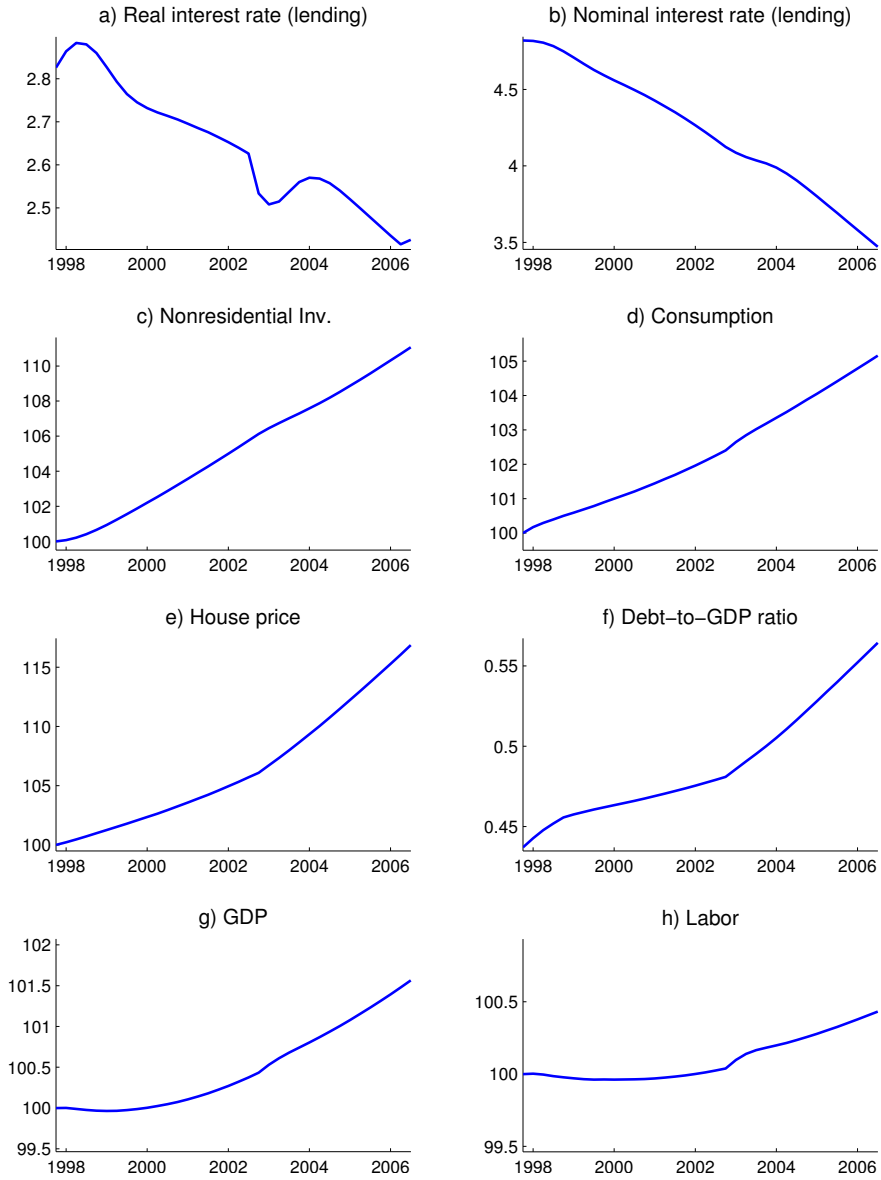 a) Real interest rate (lending)
2.8
2.7
2.6
2.5
1998 2000 2002 2004 2006
b) Nominal interest rate (lending)
4.5
4
3.5
1998 2000 2002 2004 2006
c) Nonresidential Inv.
110
108
106
104
102
100
1998 2000 2002 2004 2006
d) Consumption
105
104
103
102
101
100
1998 2000 2002 2004 2006
e) House price
115
110
105
100
1998 2000 2002 2004 2006
f) Debt−to−GDP ratio
0.55
0.5
0.45
1998 2000 2002 2004 2006
g) GDP
102
101.5
101
100.5
100
99.5
1998 2000 2002 2004 2006
h) Labor
100.5
100
99.5
1998 2000 2002 2004 2006